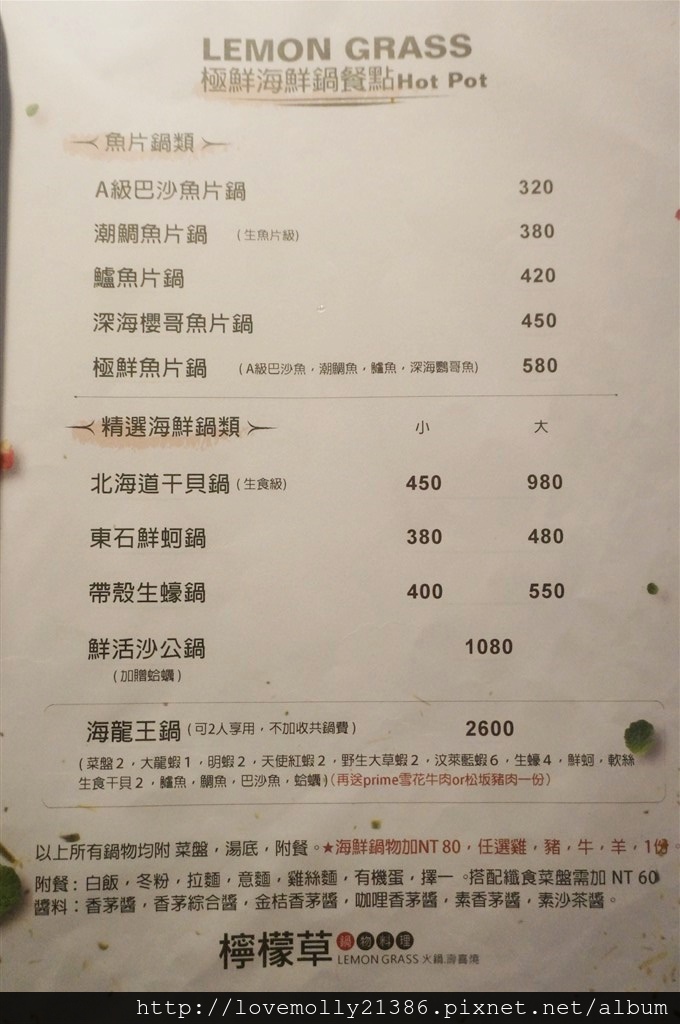 LEMON GRASS
極鮮海鮮鍋餐點Hot Pot
魚片鍋類
A級巴沙魚片鍋 320
潮鯛魚片鍋 (生魚片級) 380
鱸魚片鍋 420
深海櫻哥魚片鍋 450
極鮮魚片鍋 (A級巴沙魚，潮鯛魚，鱸魚，深海鸚哥魚) 580
精選海鮮鍋類 小 大
北海道干貝鍋 (生食級) 450 980
東石鮮蚵鍋 380 480
帶殼生蠔鍋 400 550
鮮活沙公鍋 1080
(加贈蛤蠣)
海龍王鍋 (可2人享用，不加收共鍋費) 2600
(菜盤2，大龍蝦1，明蝦2，天使紅蝦2，野生大草蝦2，汶萊藍蝦6，生蠔4，鮮蚵，軟絲
生食干貝2，鱸魚，鯛魚，巴沙魚，蛤蠣)(再送prime雪花牛肉or松坂豬肉一份)
以上所有鍋物均附 菜盤，湯底，附餐。★海鮮鍋物加NT 80，任選雞，豬，牛，羊，1份。
附餐：白飯，冬粉，拉麵，意麵，雞絲麵，有機蛋，擇一 。搭配纖食菜盤需加 NT 60
醬料：香茅醬，香茅綜合醬，金桔香茅醬，咖哩香茅醬，素香茅醬，素沙茶醬。
檸檬草 鍋物料理
LEMON GRASS 火鍋.壽喜燒
http://lovemolly21386.pixnet.net/album